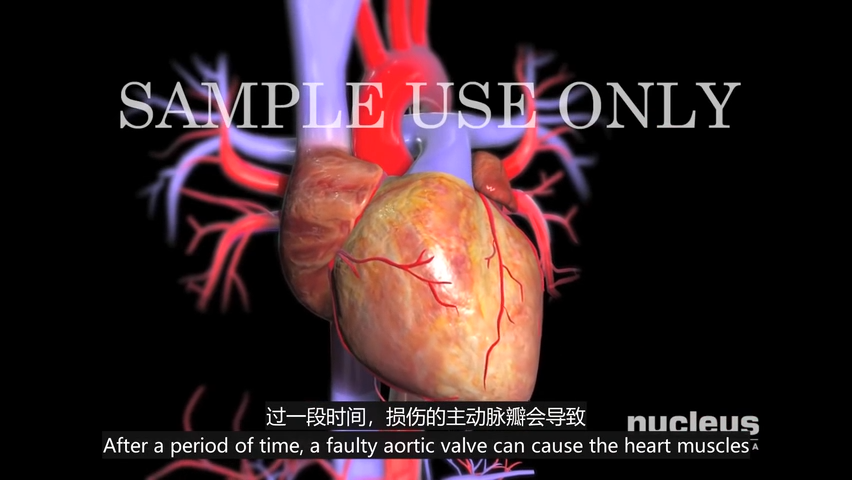 SAMPLE USE ONLY
过一段时间，损伤的主动脉瓣会导致
nucleus
After a period of time, a faulty aortic valve can cause the heart muscles